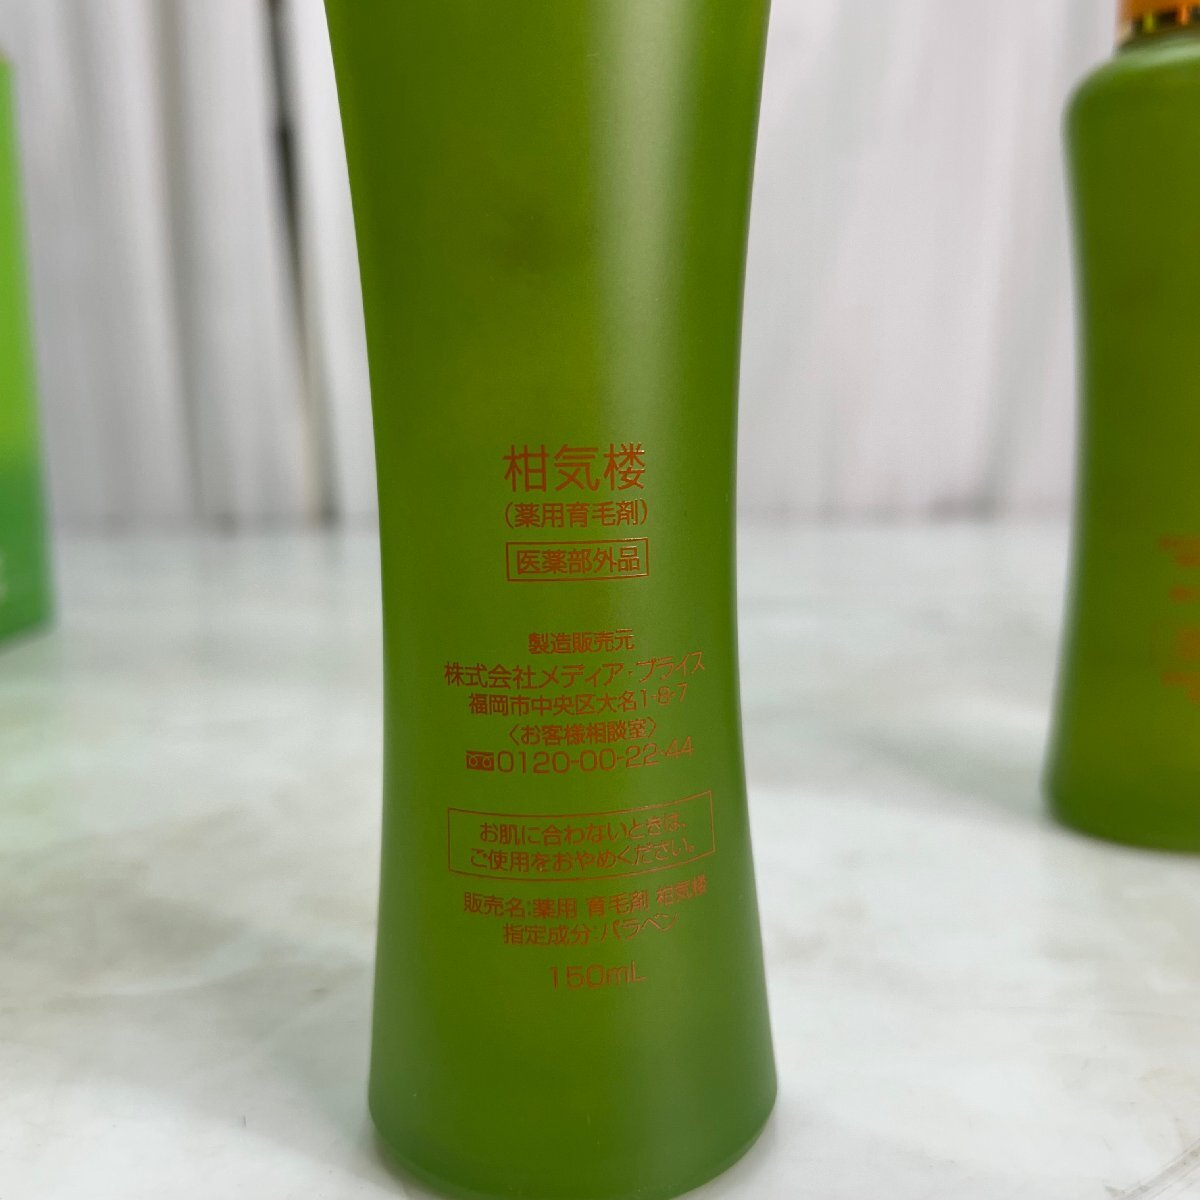 柑気楼
（薬用育毛剤）
医薬部外品
製造販売元
株式会社メディア・プライス
福岡市中央区大名1-8-7
〈お客様相談室〉
0120-00-22-44
お肌に合わないときは、
ご使用をおやめください。
販売名:薬用 育毛剤 柑気楼
指定成分:パラベン
150mL